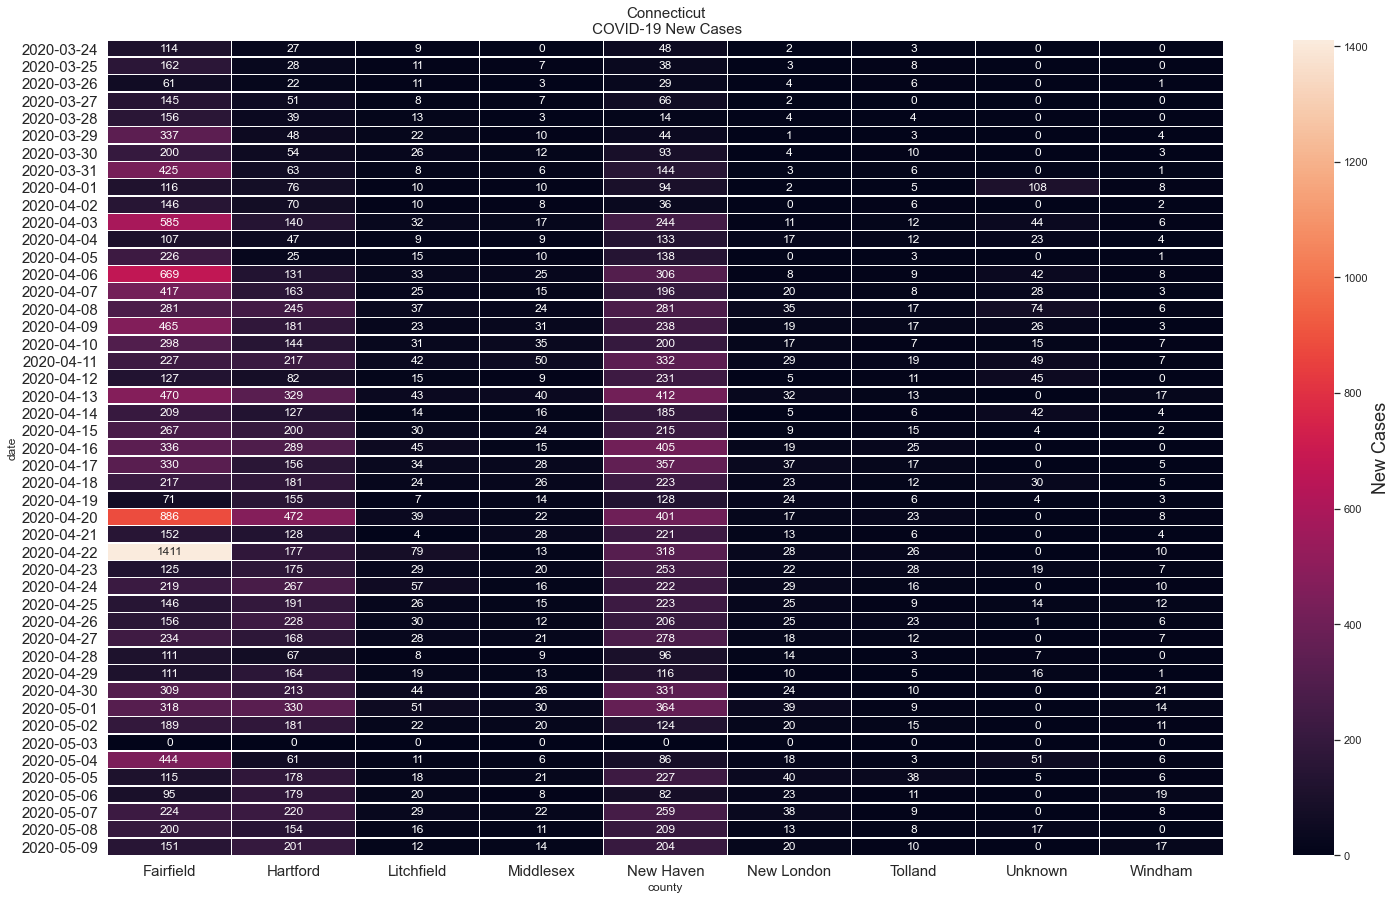 Connecticut
COVID-19 New Cases
2020-03-24 114 27 9 0 48 2 3 0 0
2020-03-25 162 28 11 7 38 3 8 0 0
2020-03-26 61 22 11 3 29 4 6 0 1
2020-03-27 145 51 8 7 66 2 0 0 0
2020-03-28 156 39 13 3 14 4 4 0 0
2020-03-29 337 48 22 10 44 1 3 0 4
2020-03-30 200 54 26 12 93 4 10 0 3
2020-03-31 425 63 8 6 144 3 6 0 1
2020-04-01 116 76 10 10 94 2 5 108 8
2020-04-02 146 70 10 8 36 0 6 0 2
2020-04-03 585 140 32 17 244 11 12 44 6
2020-04-04 107 47 9 9 133 17 12 23 4
2020-04-05 226 25 15 10 138 0 3 0 1
2020-04-06 669 131 33 25 306 8 9 42 8
2020-04-07 417 163 25 15 196 20 8 28 3
2020-04-08 281 245 37 24 281 35 17 74 6
2020-04-09 465 181 23 31 238 19 17 26 3
2020-04-10 298 144 31 35 200 17 7 15 7
2020-04-11 227 217 42 50 332 29 19 49 7
2020-04-12 127 82 15 9 231 5 11 45 0
2020-04-13 470 329 43 40 412 32 13 0 17
2020-04-14 209 127 14 16 185 5 6 42 4
2020-04-15 267 200 30 24 215 9 15 4 2
2020-04-16 336 289 45 15 405 19 25 0 0
2020-04-17 330 156 34 28 357 37 17 0 5
2020-04-18 217 181 24 26 223 23 12 30 5
2020-04-19 71 155 7 14 128 24 6 4 3
2020-04-20 886 472 39 22 401 17 23 0 8
2020-04-21 152 128 4 28 221 13 6 0 4
2020-04-22 1411 177 79 13 318 28 26 0 10
2020-04-23 125 175 29 20 253 22 28 19 7
2020-04-24 219 267 57 16 222 29 16 0 10
2020-04-25 146 191 26 15 223 25 9 14 12
2020-04-26 156 228 30 12 206 25 23 1 6
2020-04-27 234 168 28 21 278 18 12 0 7
2020-04-28 111 67 8 9 96 14 3 7 0
2020-04-29 111 164 19 13 116 10 5 16 1
2020-04-30 309 213 44 26 331 24 10 0 21
2020-05-01 318 330 51 30 364 39 9 0 14
2020-05-02 189 181 22 20 124 20 15 0 11
2020-05-03 0 0 0 0 0 0 0 0 0
2020-05-04 444 61 11 6 86 18 3 51 6
2020-05-05 115 178 18 21 227 40 38 5 6
2020-05-06 95 179 20 8 82 23 11 0 19
2020-05-07 224 220 29 22 259 38 9 0 8
2020-05-08 200 154 16 11 209 13 8 17 0
2020-05-09 151 201 12 14 204 20 10 0 17
Fairfield Hartford Litchfield Middlesex New Haven New London Tolland Unknown Windham
county
date
1400
1200
1000
800
600
400
200
0
New Cases